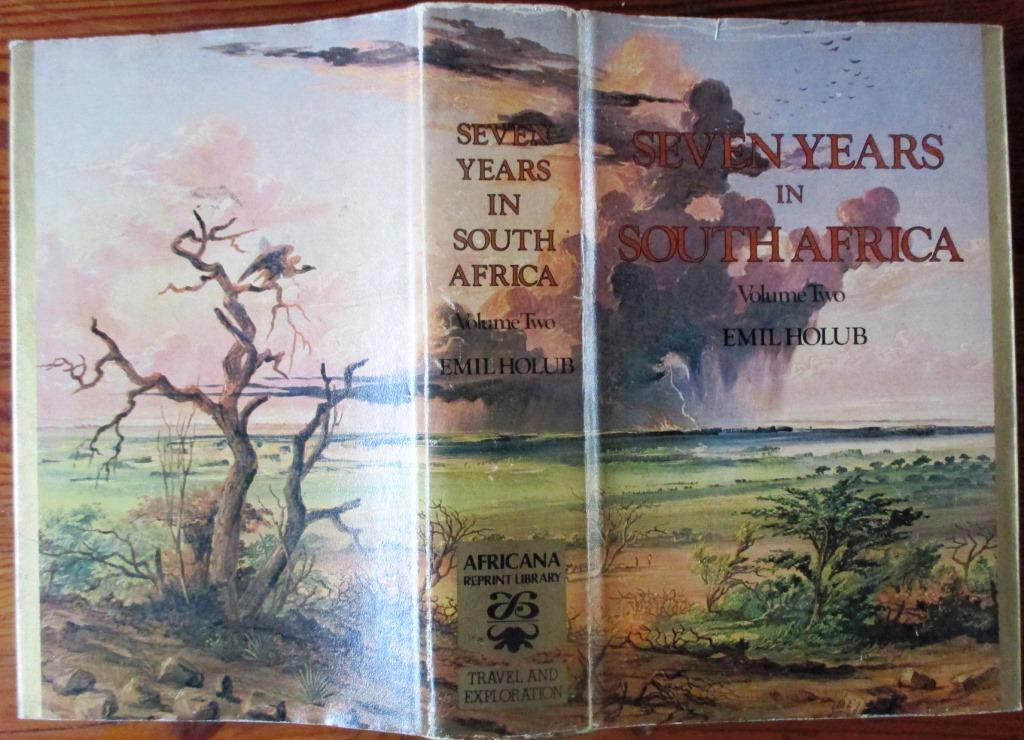 SEVEN
YEARS
IN
SOUTH
AFRICA
Volume Two
EMIL HOLUB
AFRICANA
REPRINT LIBRARY
TRAVEL AND
EXPLORATION
SEVEN YEARS
IN
SOUTH AFRICA
Volume Two
EMIL HOLUB